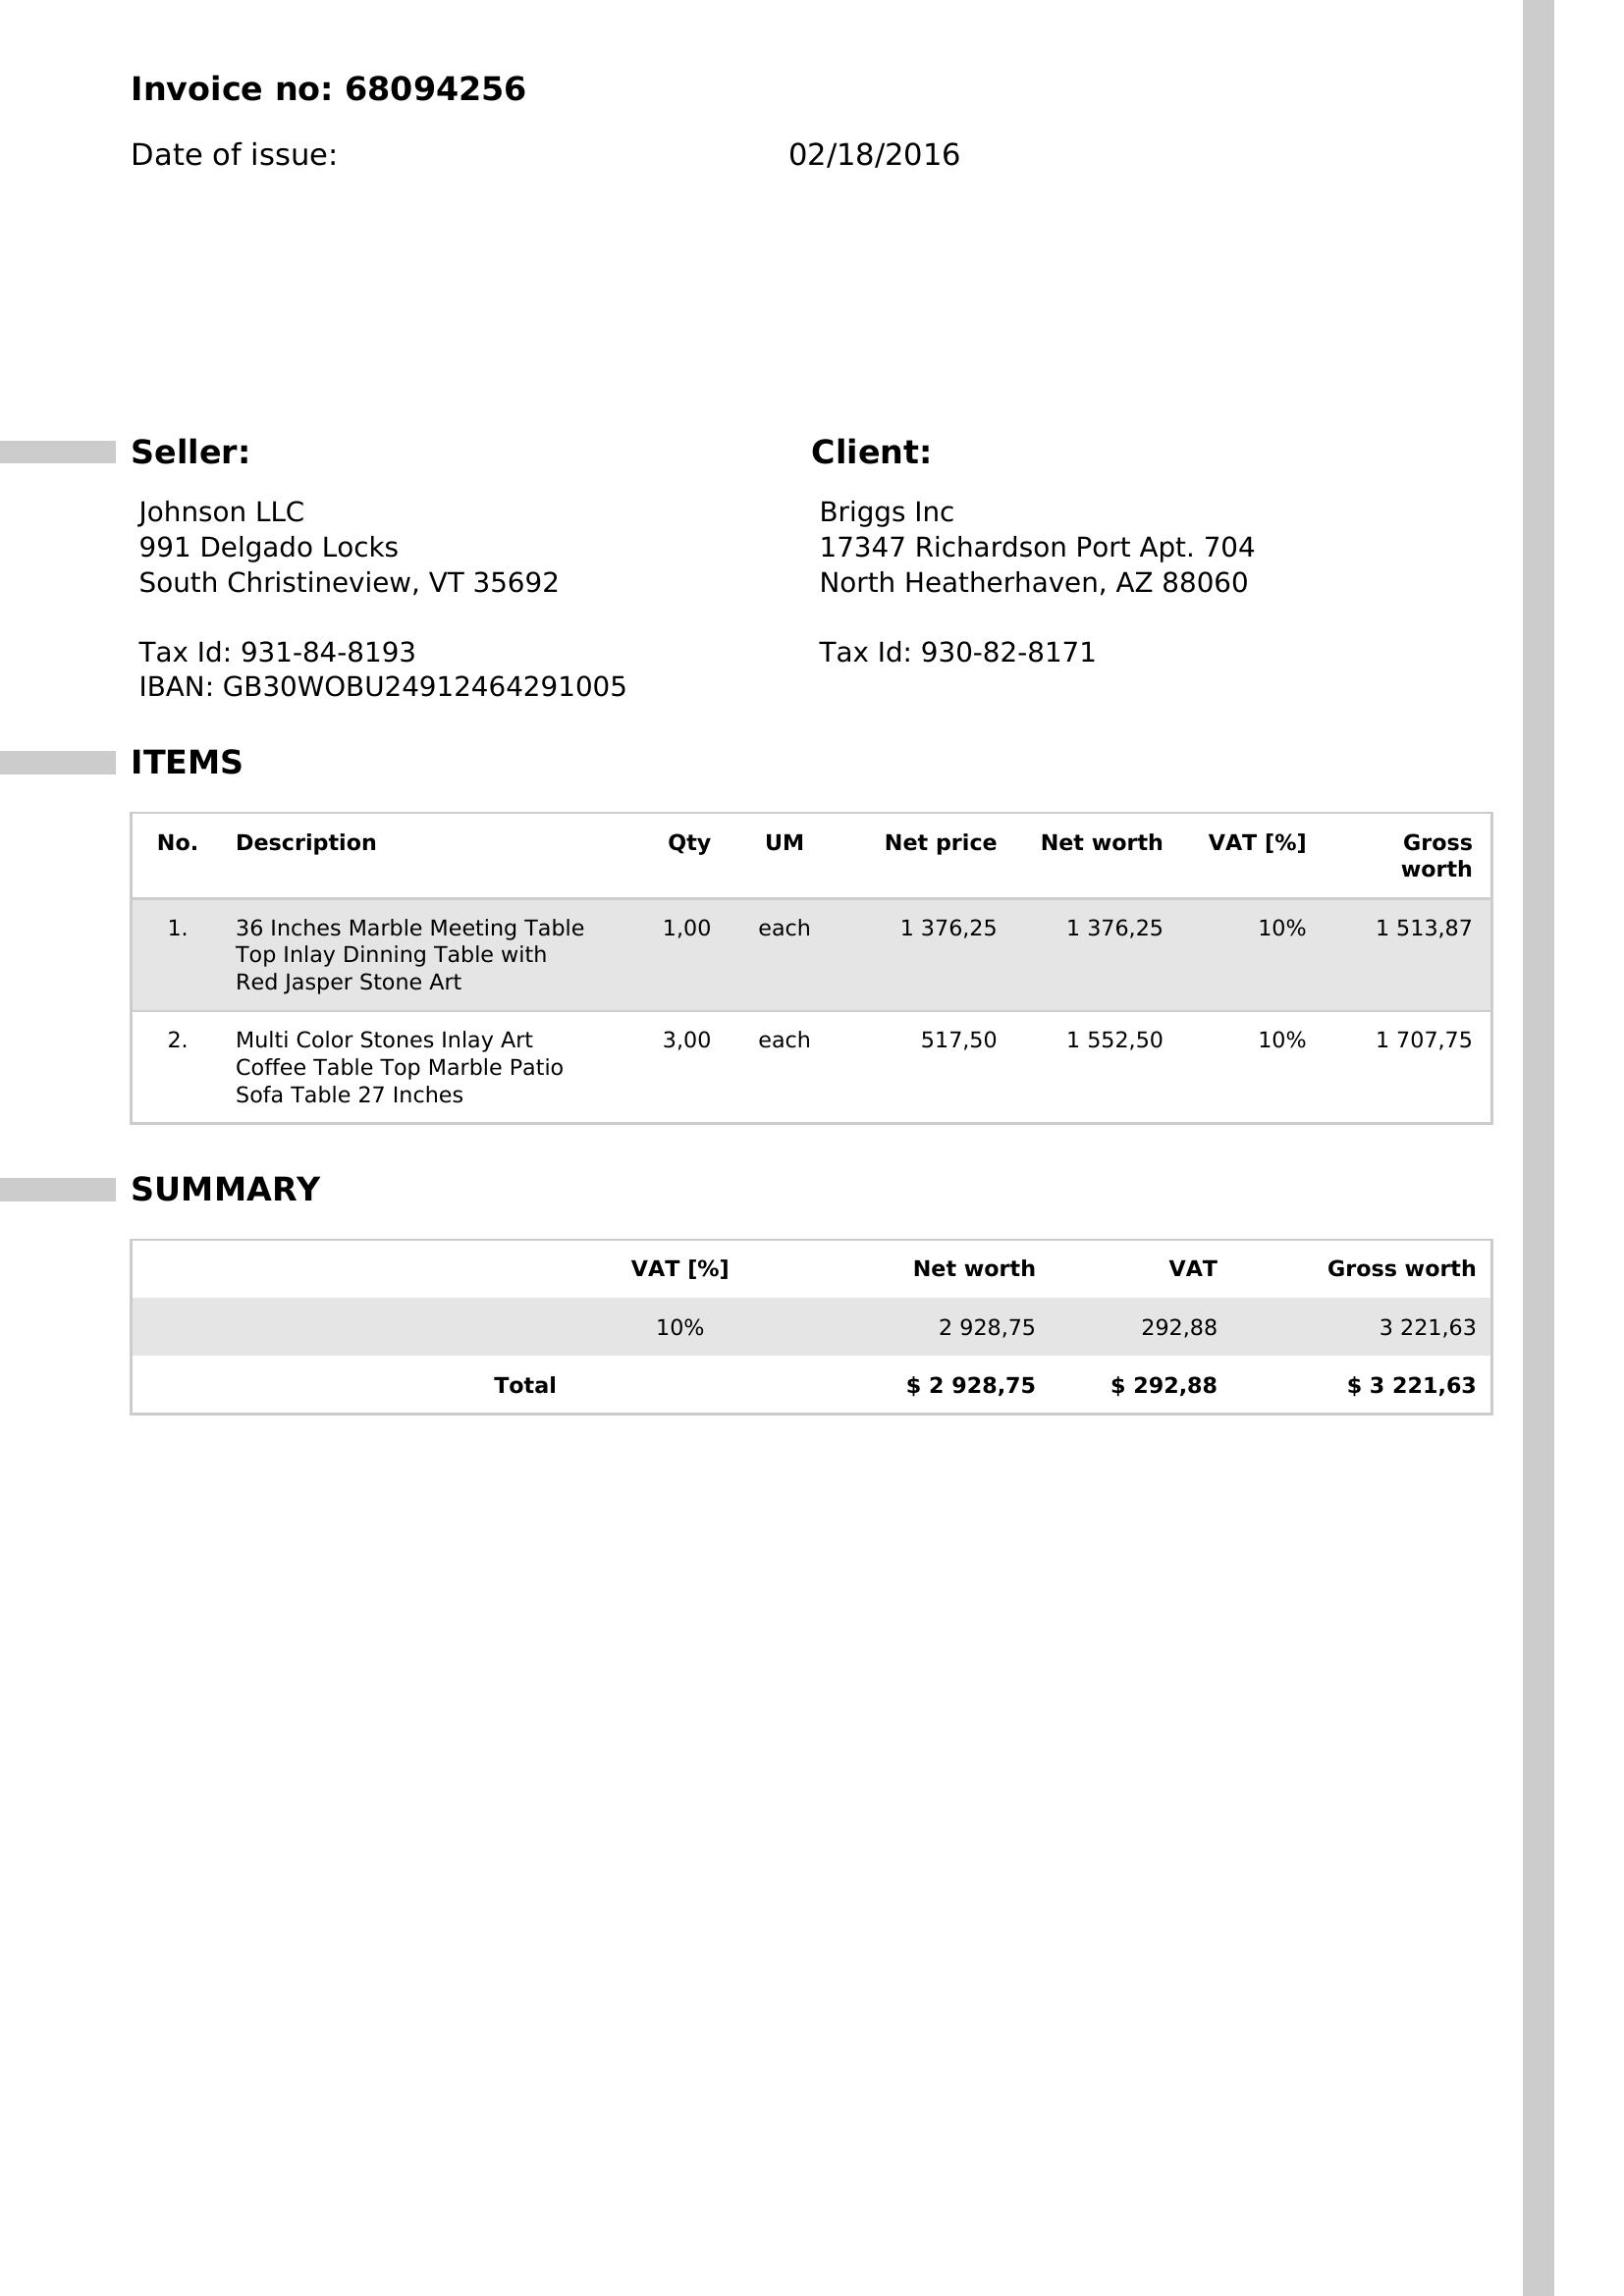 Invoice no: 68094256
Date of issue: 02/18/2016
Seller:
Johnson LLC
991 Delgado Locks
South Christineview, VT 35692
Tax Id: 931-84-8193
IBAN: GB30WOBU24912464291005
Client:
Briggs Inc
17347 Richardson Port Apt. 704
North Heatherhaven, AZ 88060
Tax Id: 930-82-8171
ITEMS
No. Description Qty UM Net price Net worth VAT [%] Gross
worth
1. 36 Inches Marble Meeting Table 1,00 each 1 376,25 1 376,25 10% 1 513,87
Top Inlay Dinning Table with
Red Jasper Stone Art
2. Multi Color Stones Inlay Art 3,00 each 517,50 1 552,50 10% 1 707,75
Coffee Table Top Marble Patio
Sofa Table 27 Inches
SUMMARY
VAT [%] Net worth VAT Gross worth
10% 2 928,75 292,88 3 221,63
Total $ 2 928,75 $ 292,88 $ 3 221,63